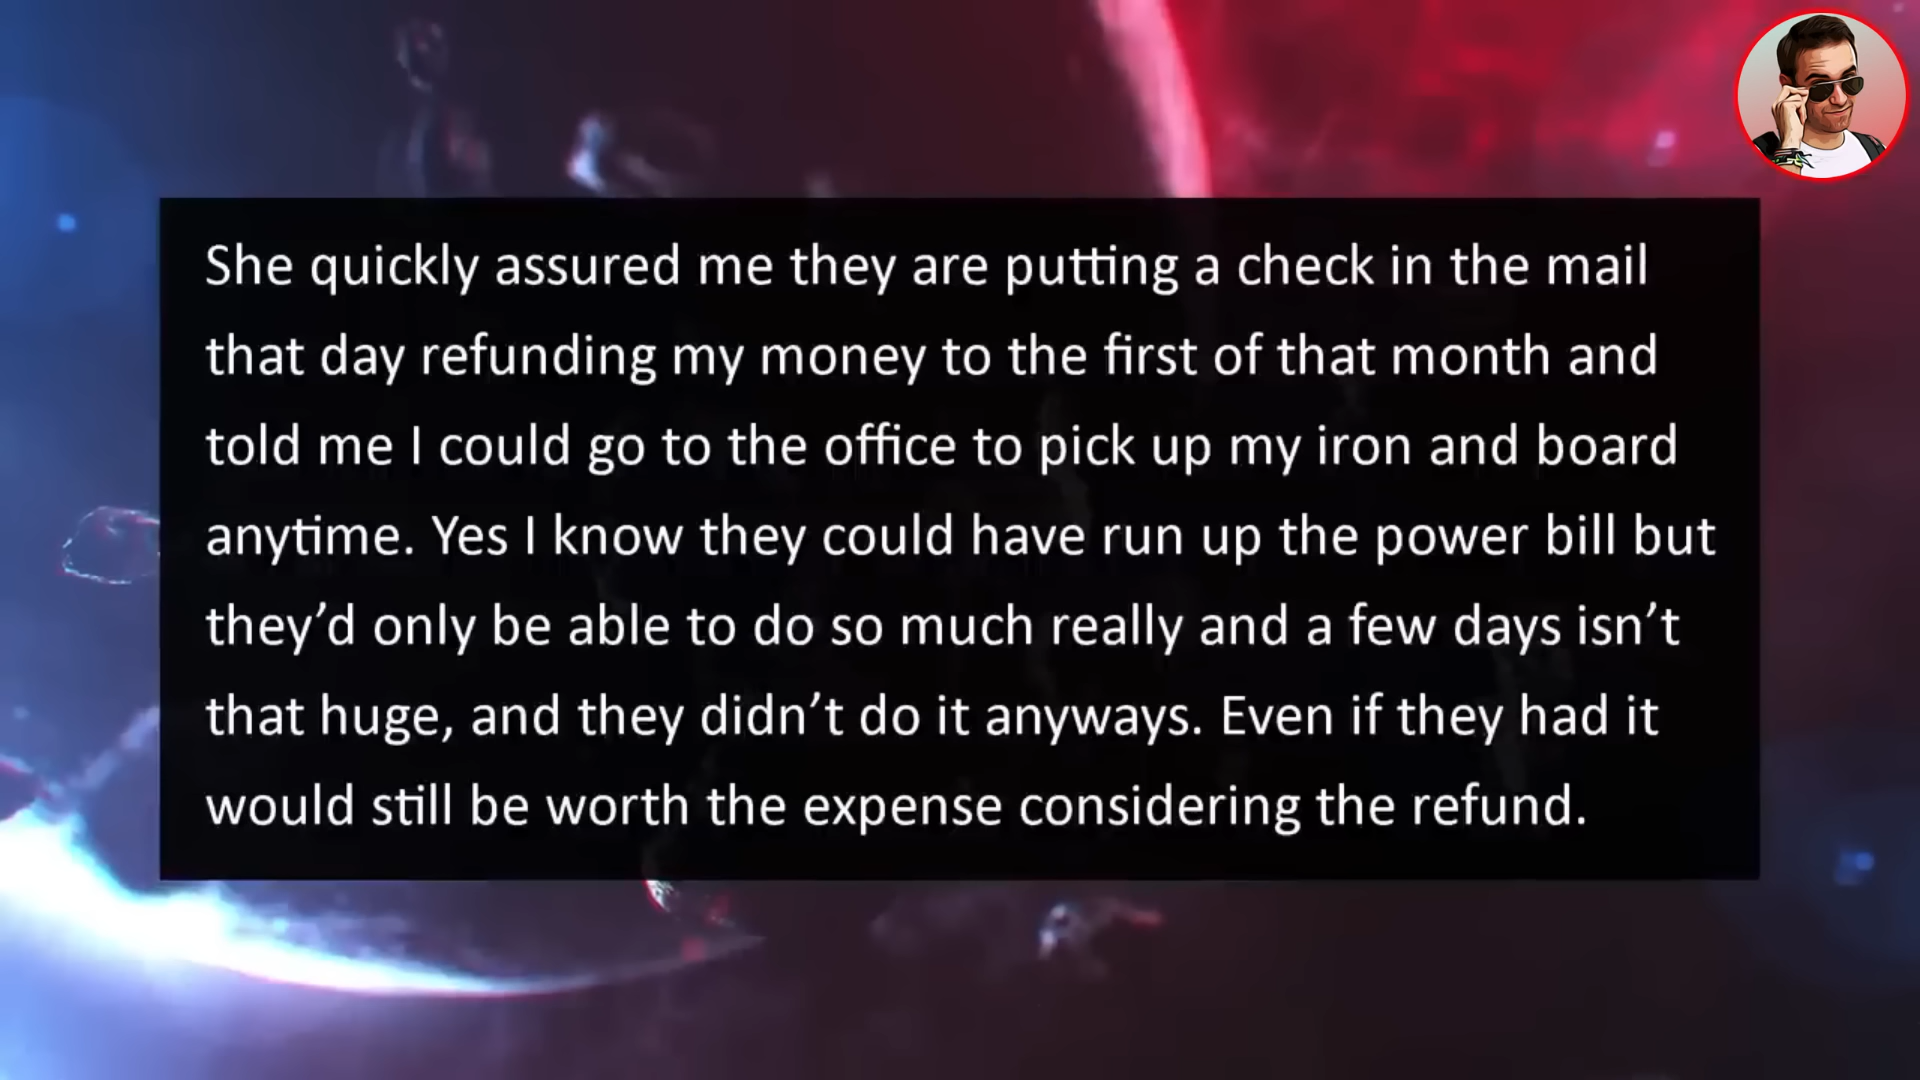 She quickly assured me they are putting a check in the mail
that day refunding my money to the first of that month and
told me I could go to the office to pick up my iron and board
anytime. Yes I know they could have run up the power bill but
they’d only be able to do so much really and a few days isn’t
that huge, and they didn’t do it anyways. Even if they had it
would still be worth the expense considering the refund.